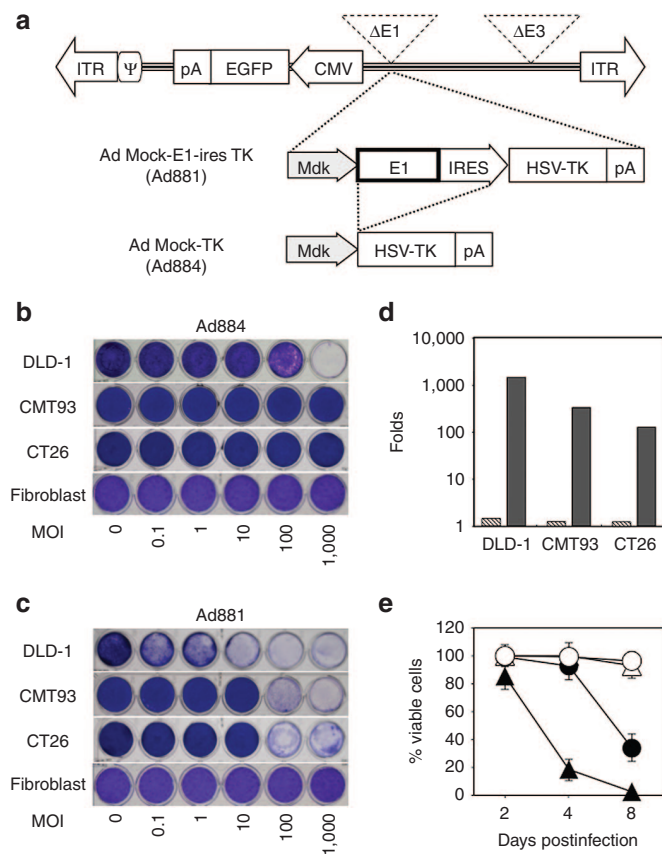 a
ΔE1
ΔE3
ITR
Ψ
pA
EGFP
CMV
ITR
Ad Mock-E1-ires TK
(Ad881)
Mdk
E1
IRES
HSV-TK
pA
Ad Mock-TK
(Ad884)
Mdk
HSV-TK
pA
b
Ad884
DLD-1
CMT93
CT26
Fibroblast
MOI
0
0.1
1
10
100
1,000
c
Ad881
DLD-1
CMT93
CT26
Fibroblast
MOI
0
0.1
1
10
100
1,000
d
Folds
10,000
1,000
100
10
1
DLD-1
CMT93
CT26
e
% viable cells
120
100
80
60
40
20
0
2
4
8
Days postinfection